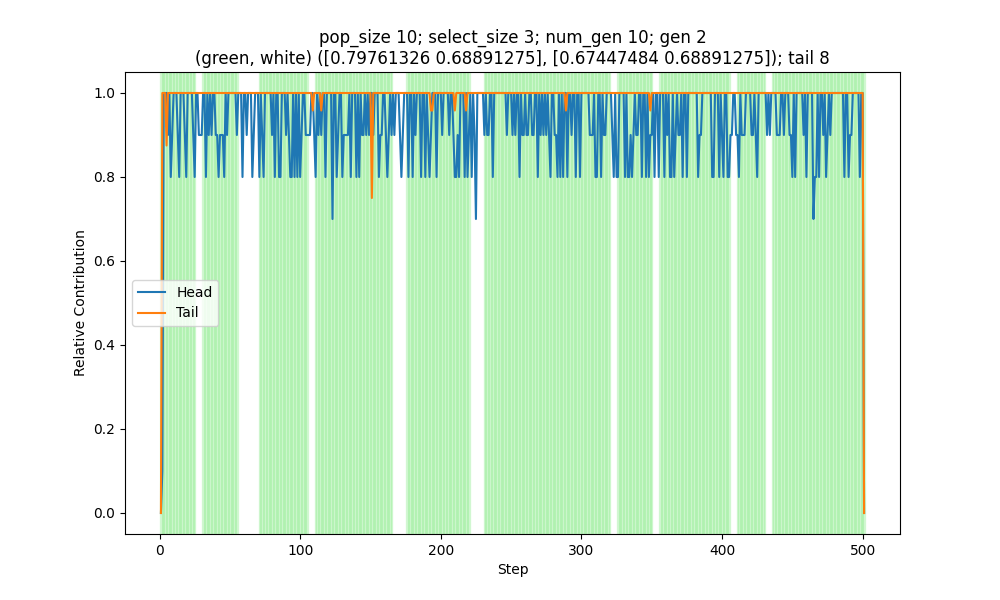 pop_size 10; select_size 3; num_gen 10; gen 2
(green, white) ([0.79761326 0.68891275], [0.67447484 0.68891275]); tail 8
1.0
0.8
0.6
0.4
0.2
0.0
Relative Contribution
Head
Tail
0
100
200
300
400
500
Step